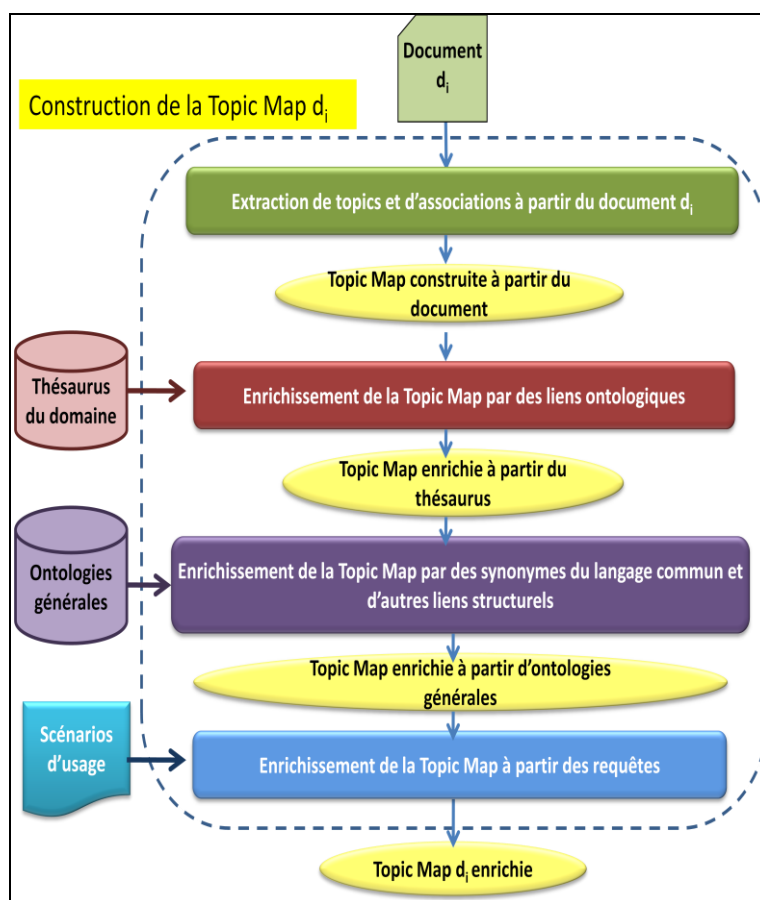 Document
di
Construction de la Topic Map di
Extraction de topics et d'associations à partir du document di
Topic Map construite à partir du
document
Thésaurus
du domaine
Enrichissement de la Topic Map par des liens ontologiques
Topic Map enrichie à partir du
thésaurus
Ontologies
générales
Enrichissement de la Topic Map par des synonymes du langage commun et
d'autres liens structurels
Topic Map enrichie à partir d'ontologies
générales
Scénarios
d'usage
Enrichissement de la Topic Map à partir des requêtes
Topic Map di enrichie